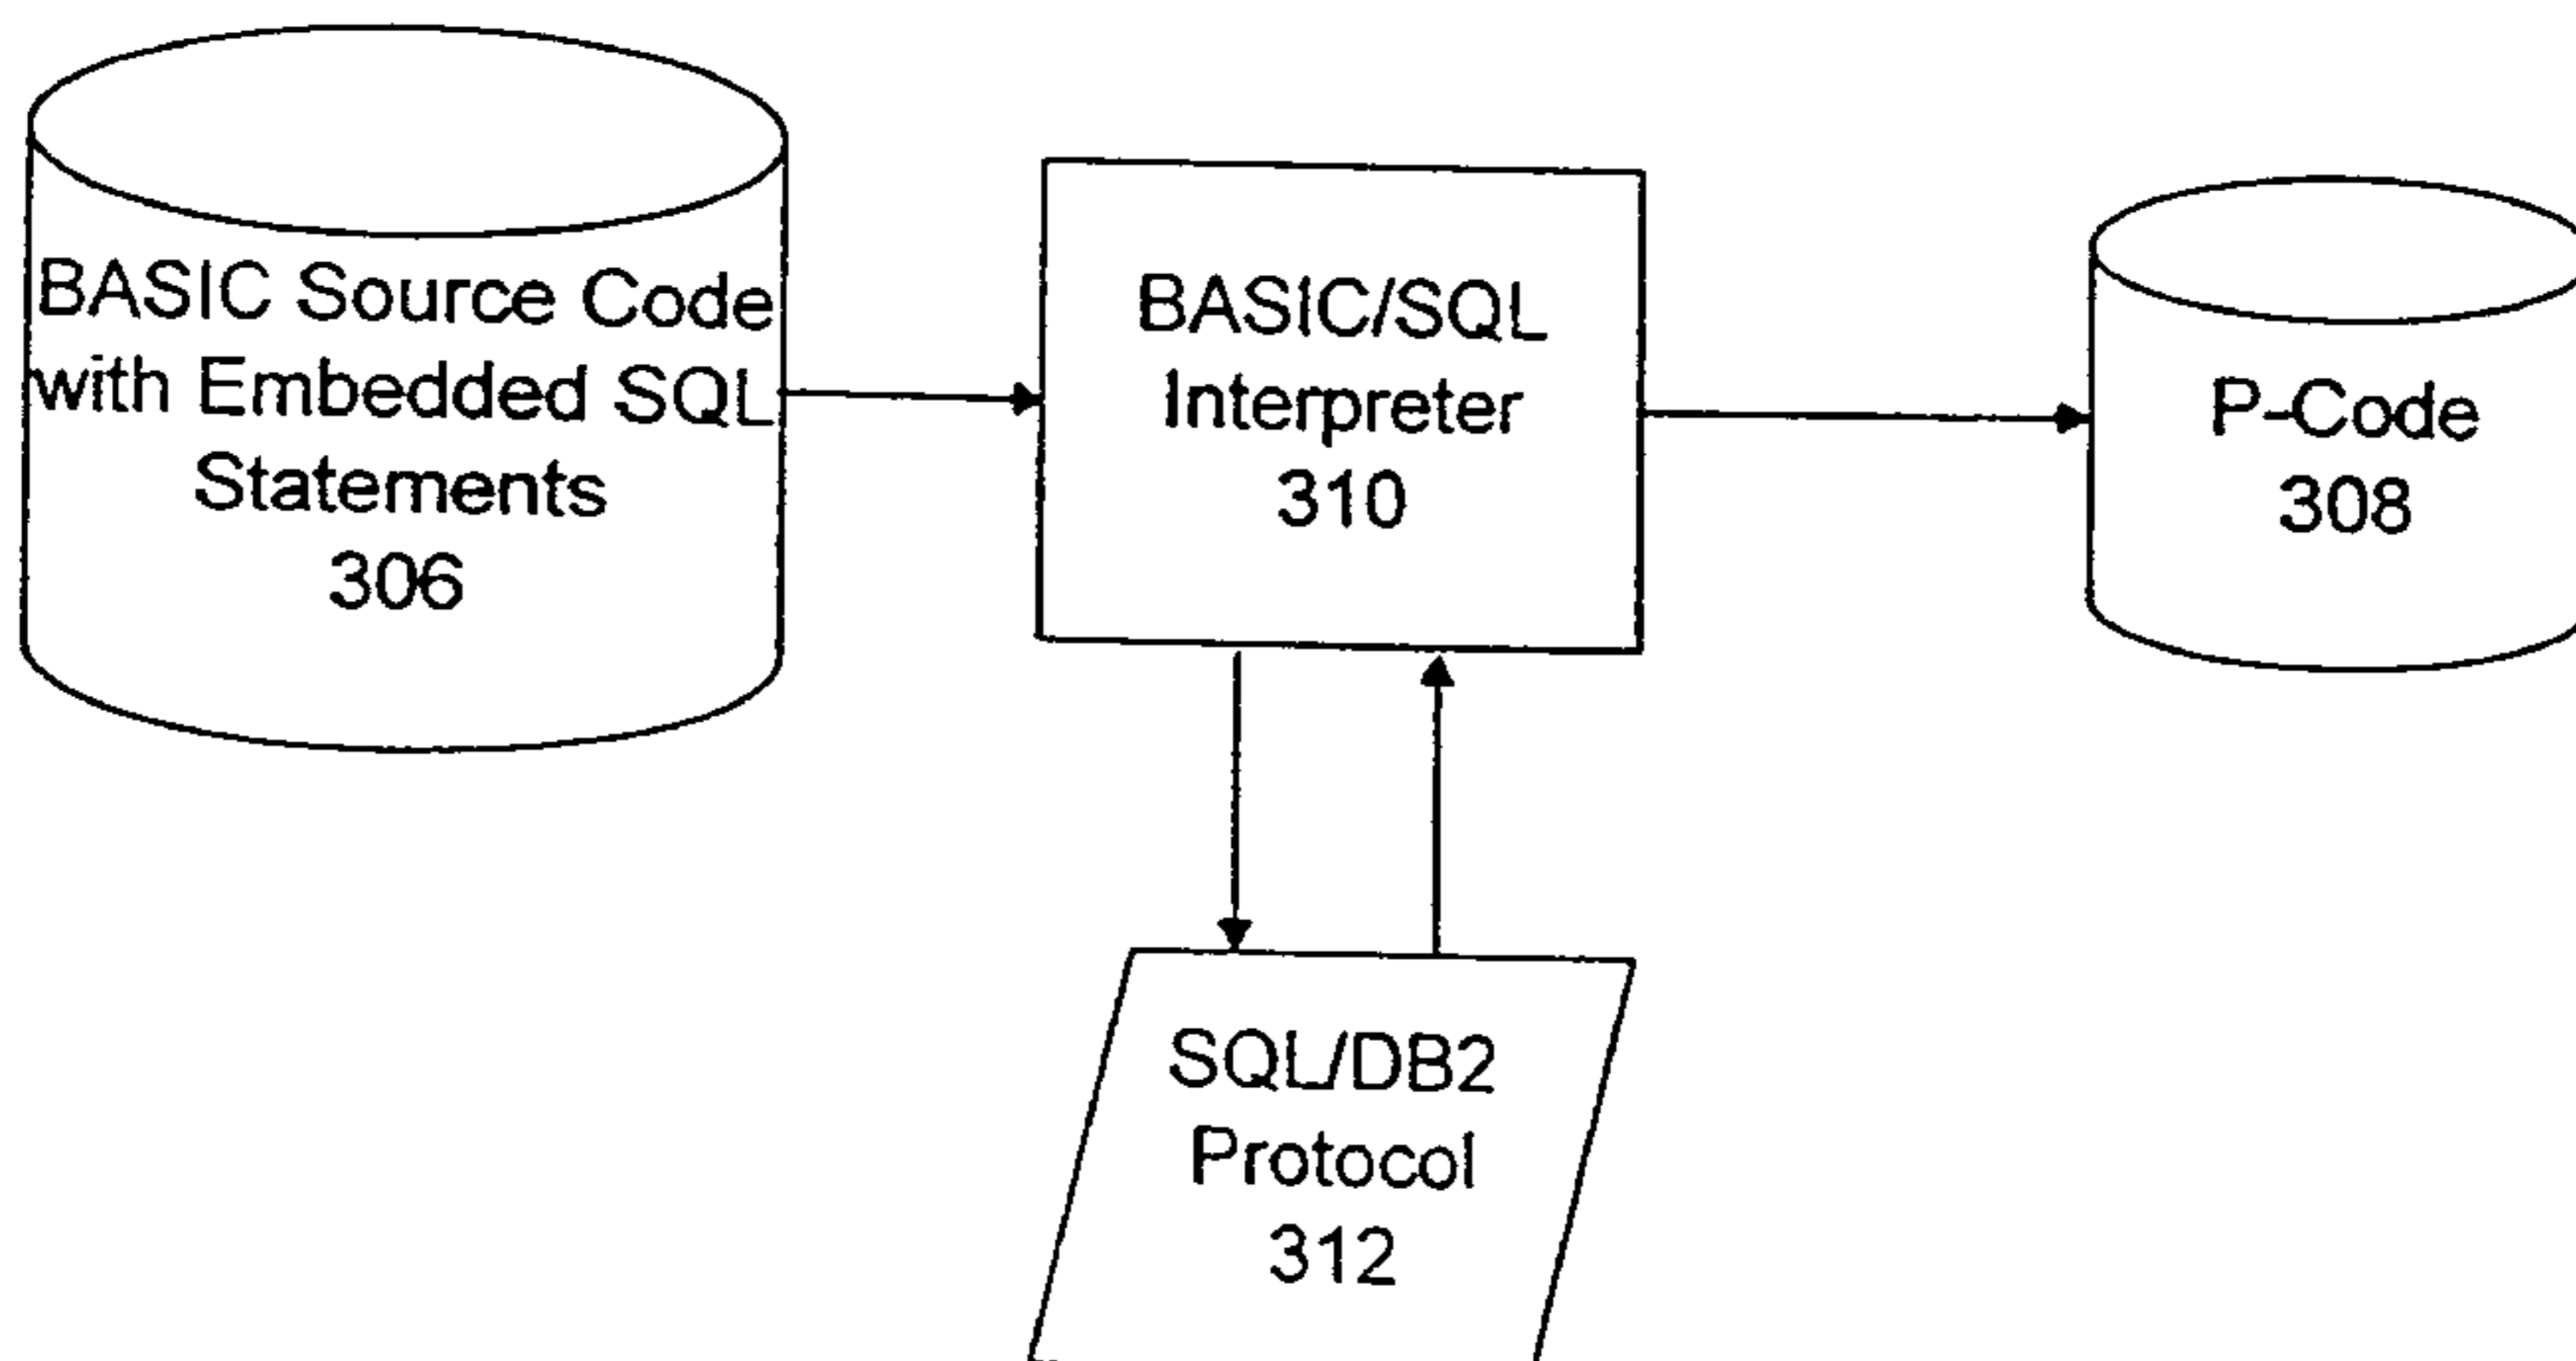 BASIC Source Code
with Embedded SQL
Statements
306
BASIC/SQL
Interpreter
310
P-Code
308
SQL/DB2
Protocol
312